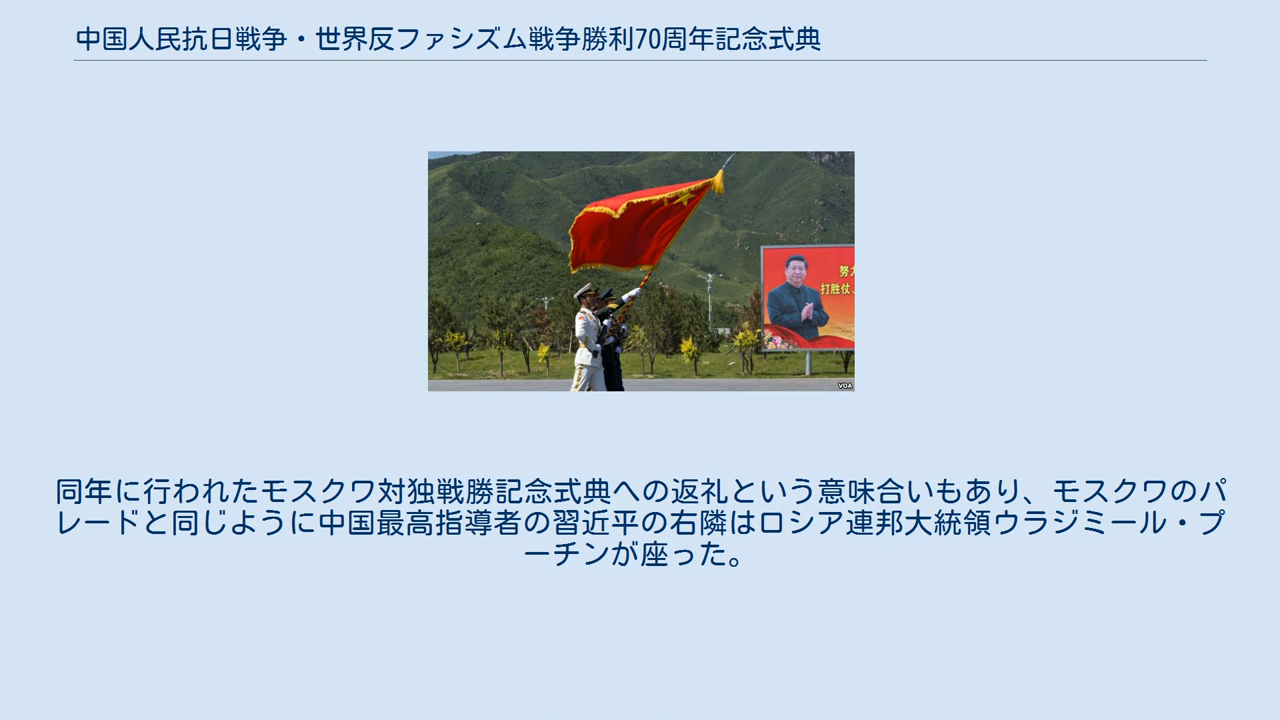 中国人民抗日戦争・世界反ファシズム戦争勝利70周年記念式典
打胜仗、
VOA
同年に行われたモスクワ対独戦勝記念式典への返礼という意味合いもあり、モスクワのパ
レードと同じように中国最高指導者の習近平の右隣はロシア連邦大統領ウラジミール・プ
ーチンが座った。